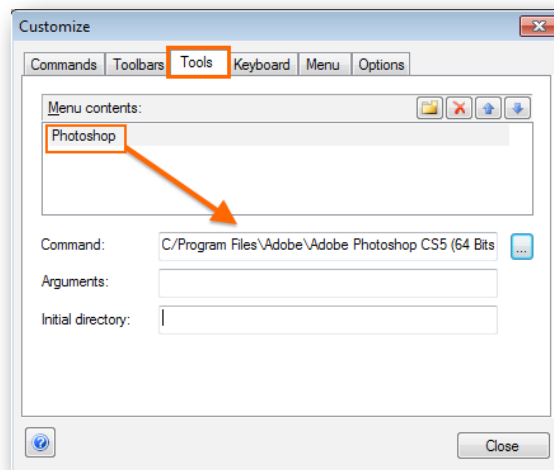 Customize
Commands Toolbars Tools Keyboard Menu Options
Menu contents:
Photoshop
Command: C/Program Files\Adobe\Adobe Photoshop CS5 (64 Bits ...
Arguments:
Initial directory:
Close